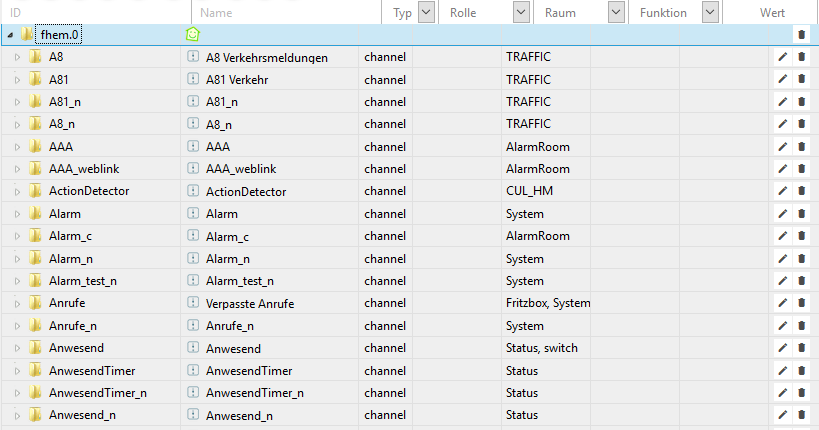 ID Name Typ Rolle Raum Funktion Wert
fhem.0
A8 A8 Verkehrsmeldungen channel TRAFFIC
A81 A81 Verkehr channel TRAFFIC
A81_n A81_n channel TRAFFIC
A8_n A8_n channel TRAFFIC
AAA AAA channel AlarmRoom
AAA_weblink AAA_weblink channel AlarmRoom
ActionDetector ActionDetector channel CUL_HM
Alarm Alarm channel System
Alarm_c Alarm_c channel AlarmRoom
Alarm_n Alarm_n channel System
Alarm_test_n Alarm_test_n channel System
Anrufe Verpasste Anrufe channel Fritzbox, System
Anrufe_n Anrufe_n channel System
Anwesend Anwesend channel Status, switch
AnwesendTimer AnwesendTimer channel Status
AnwesendTimer_n AnwesendTimer_n channel Status
Anwesend_n Anwesend_n channel Status